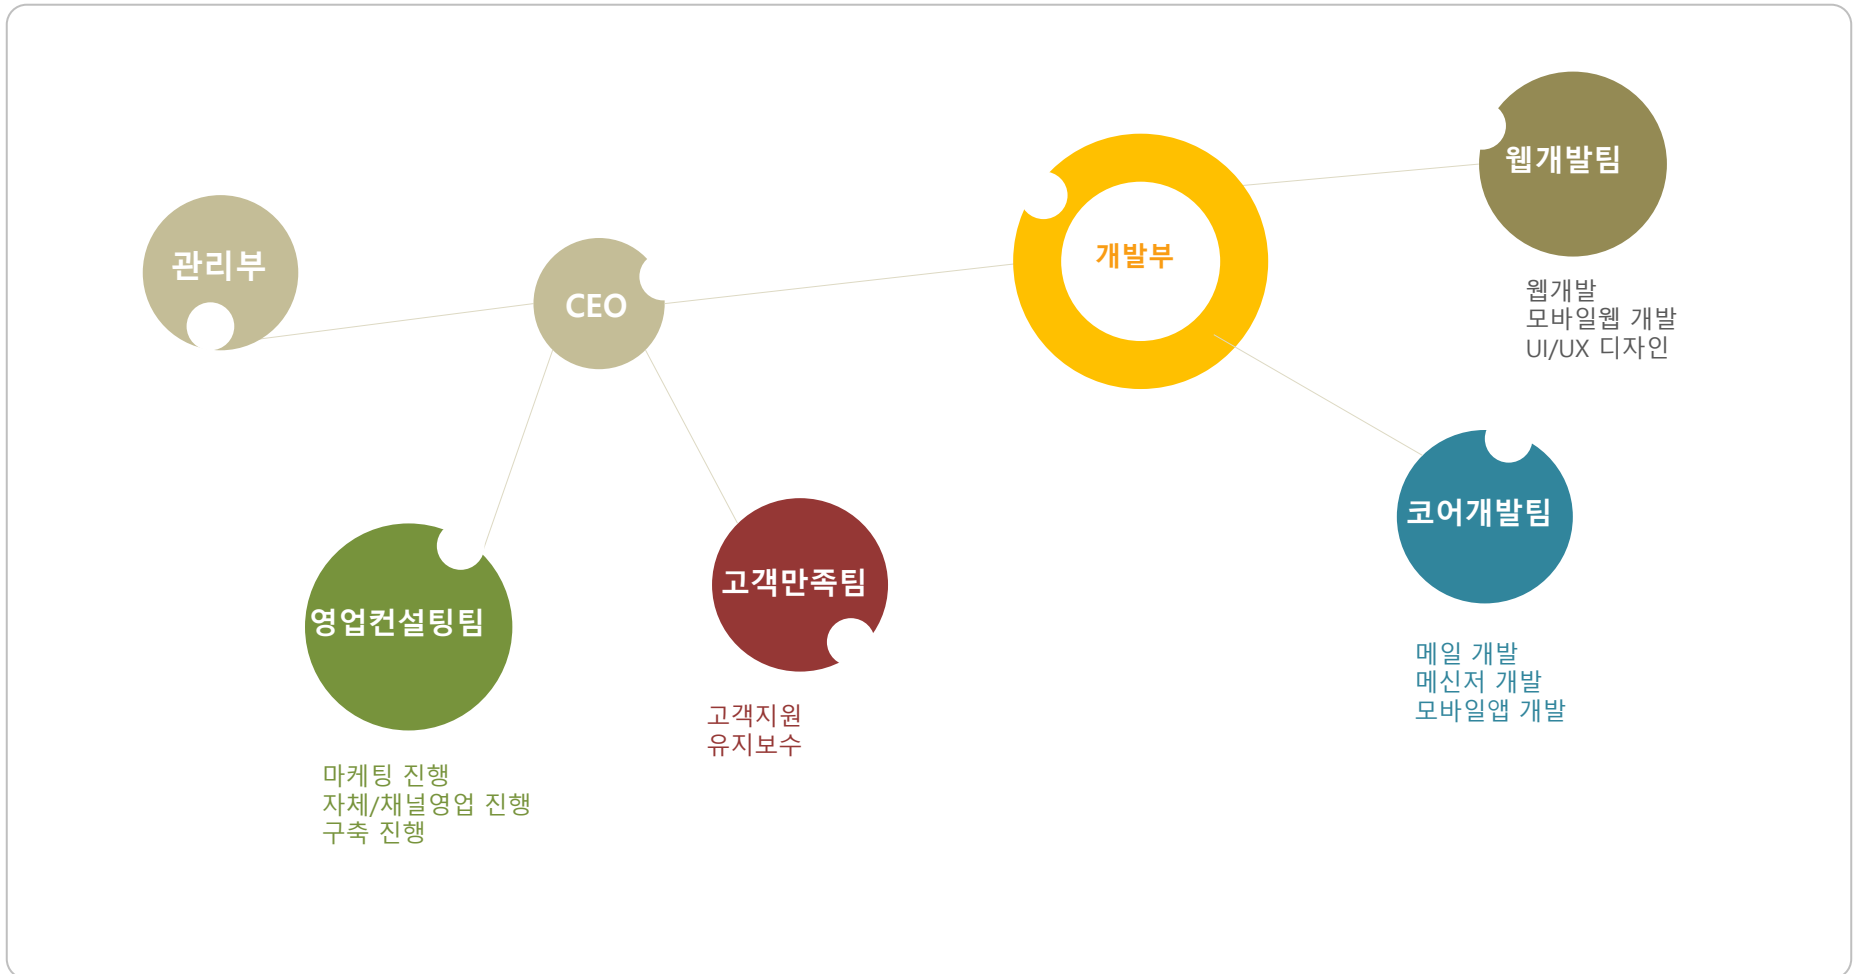 관리부
CEO
개발부
웹개발팀
웹개발
모바일웹 개발
UI/UX 디자인
영업컨설팅팀
마케팅 진행
자체/채널영업 진행
구축 진행
고객만족팀
고객지원
유지보수
코어개발팀
메일 개발
메신저 개발
모바일앱 개발